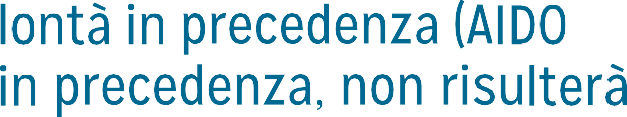 lontà in precedenza (AIDO
in precedenza, non risulterà